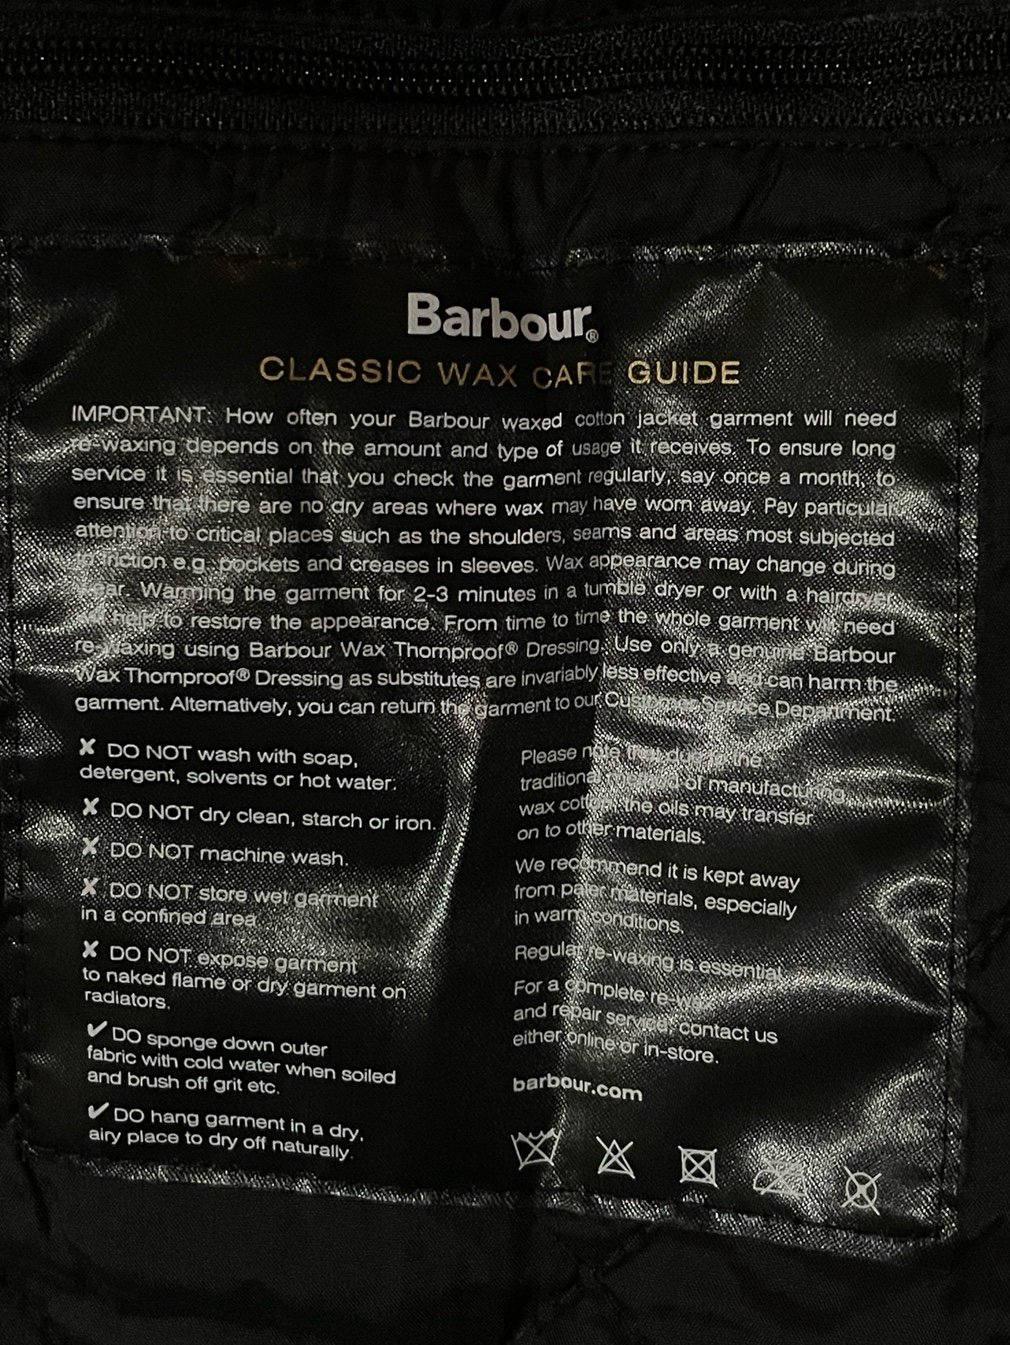 Barbour®
CLASSIC WAX CARE GUIDE
IMPORTANT: How often your Barbour waxed cotton jacket garment will need
re-waxing depends on the amount and type of usage it receives. To ensure long
service it is essential that you check the garment regularly, say once a month, to
ensure that there are no dry areas where wax may have worn away. Pay particular
attention to critical places such as the shoulders, seams and areas most subjected
to friction e.g. pockets and creases in sleeves. Wax appearance may change during
wear. Warming the garment for 2-3 minutes in a tumble dryer or with a hairdryer
will help to restore the appearance. From time to time the whole garment will need
re-waxing using Barbour Wax Thornproof® Dressing. Use only a genuine Barbour
Wax Thornproof® Dressing as substitutes are invariably less effective and can harm the
garment. Alternatively, you can return the garment to our Customer Service Department.
✘ DO NOT wash with soap,
detergent, solvents or hot water.
✘ DO NOT dry clean, starch or iron.
✘ DO NOT machine wash.
✘ DO NOT store wet garment
in a confined area
✘ DO NOT expose garment
to naked flame or dry garment on
radiators.
✔ DO sponge down outer
fabric with cold water when soiled
and brush off grit etc.
✔ DO hang garment in a dry,
airy place to dry off naturally.
Please note that due to the
traditional method of manufacturing
wax cotton, the oils may transfer
on to other materials.
We recommend it is kept away
from paler materials, especially
in warm conditions.
Regular re-waxing is essential.
For a complete re-wax
and repair service, contact us
either online or in-store.
barbour.com